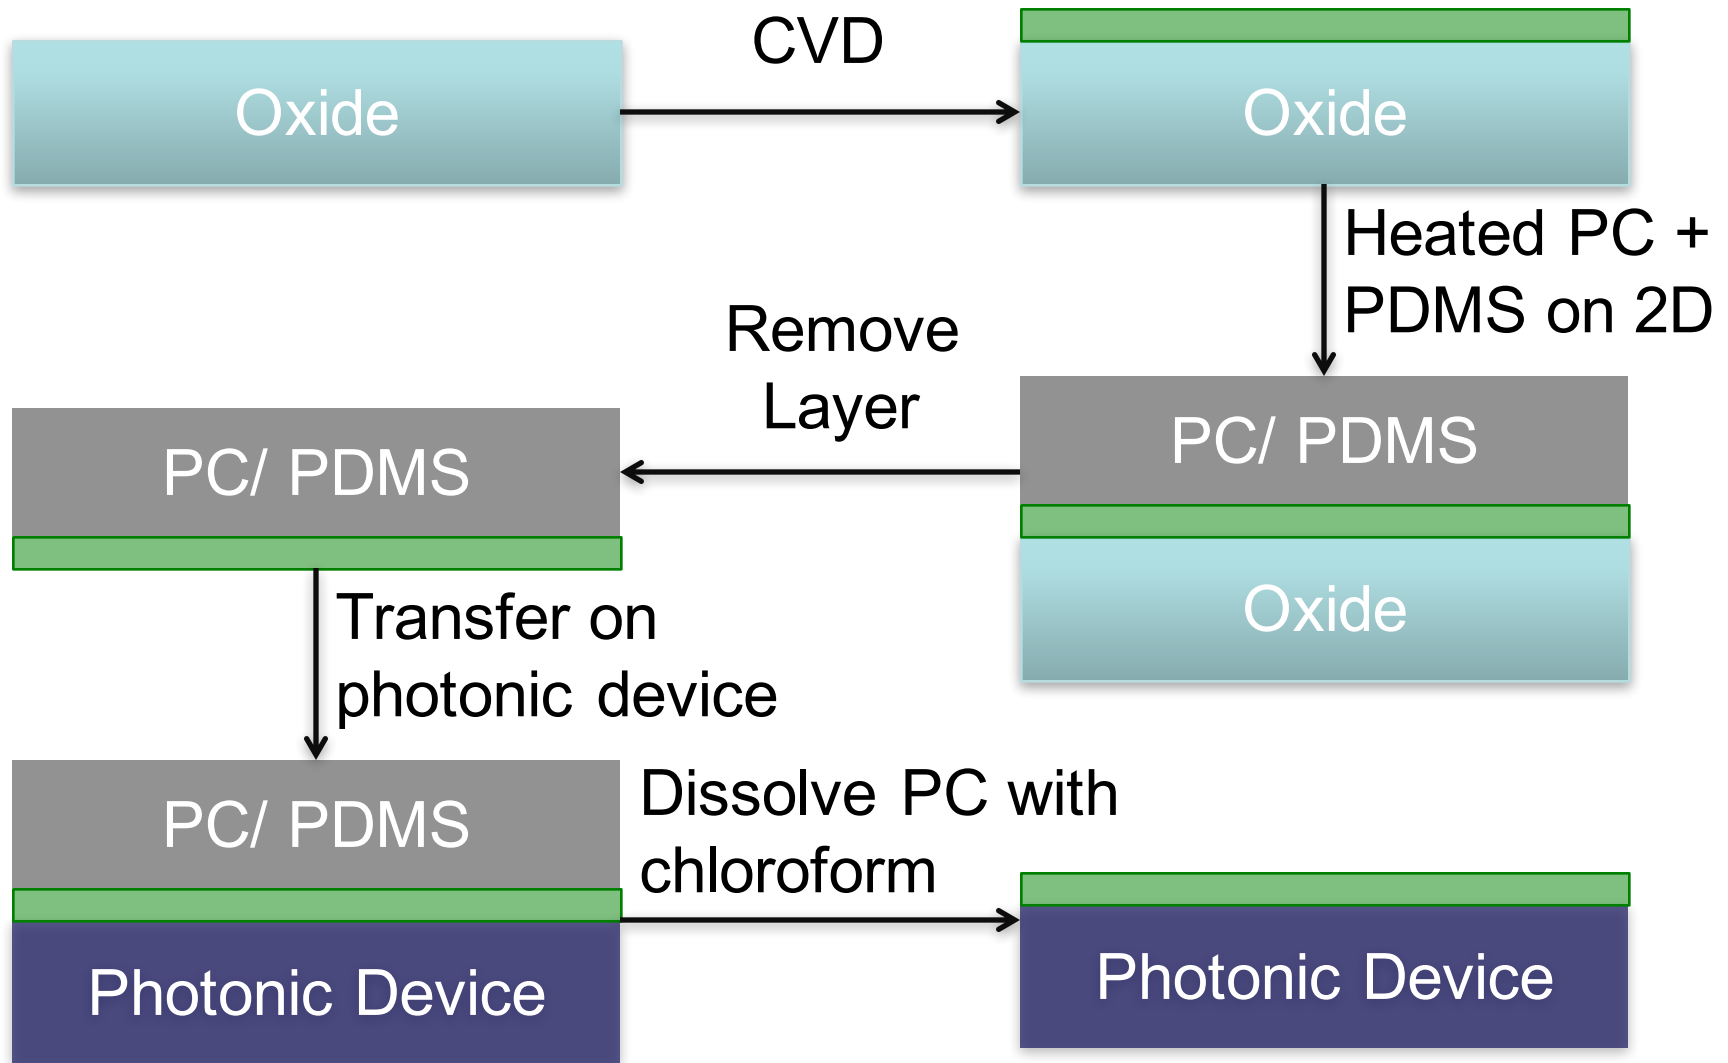 Oxide
CVD
Oxide
Heated PC +
PDMS on 2D
PC/ PDMS
Oxide
Remove
Layer
PC/ PDMS
Transfer on
photonic device
PC/ PDMS
Photonic Device
Dissolve PC with
chloroform
Photonic Device